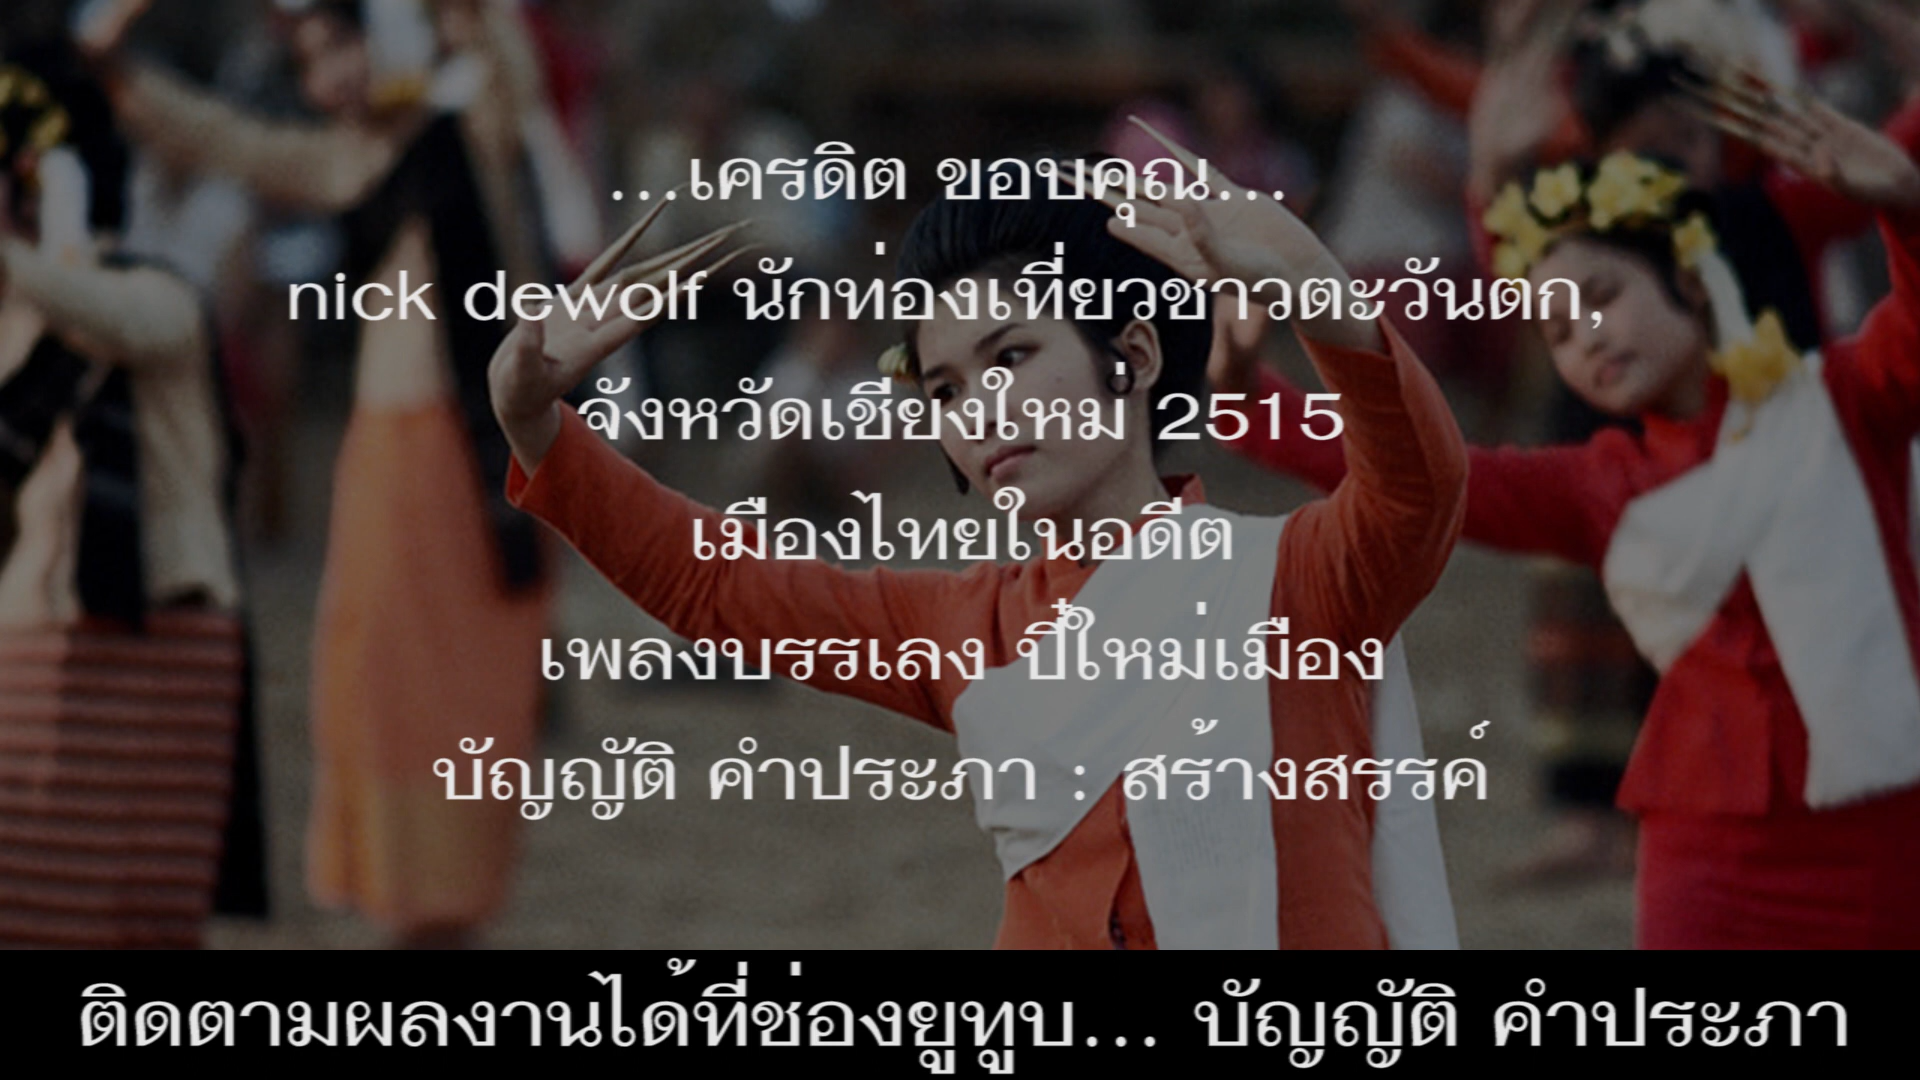 ...เครดิต ขอบคุณ...
nick dewolf นักท่องเที่ยวชาวตะวันตก,
จังหวัดเชียงใหม่ 2515
เมืองไทยในอดีต
เพลงบรรเลง ปี๋ใหม่เมือง
บัญญัติ คำประภา : สร้างสรรค์
ติดตามผลงานได้ที่ช่องยูทูบ... บัญญัติ คำประภา